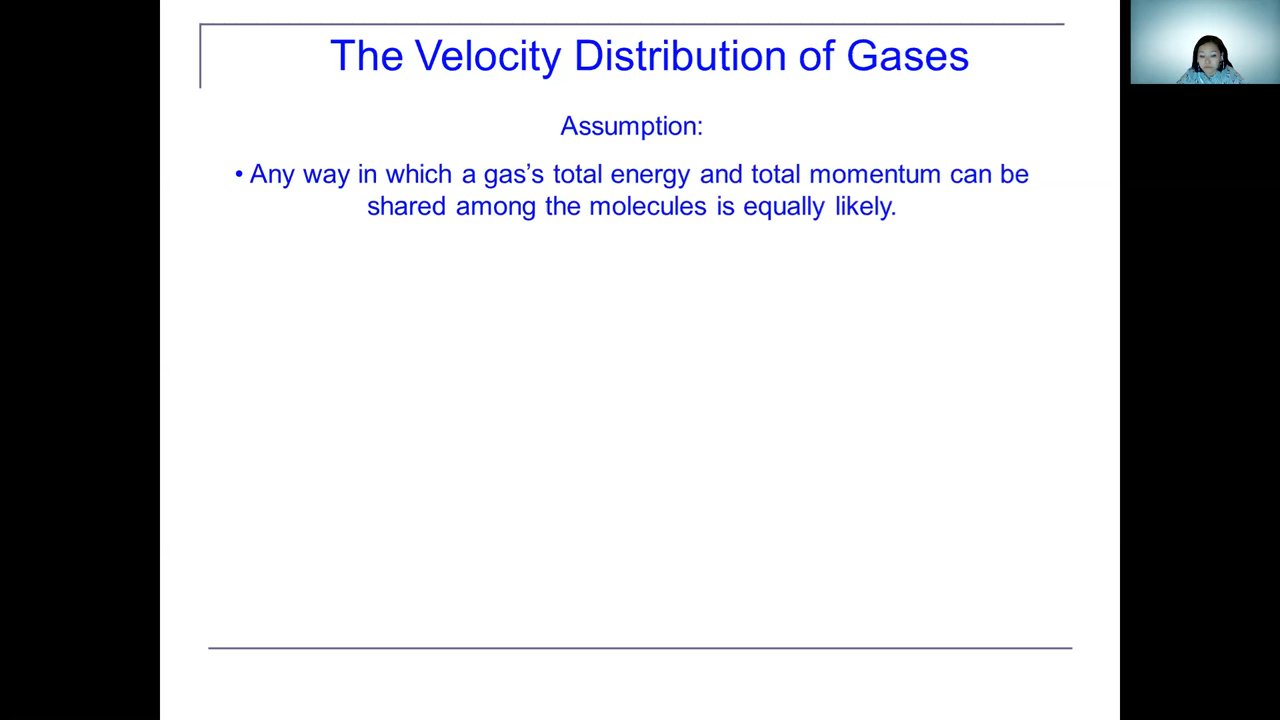 The Velocity Distribution of Gases
Assumption:
• Any way in which a gas’s total energy and total momentum can be
shared among the molecules is equally likely.